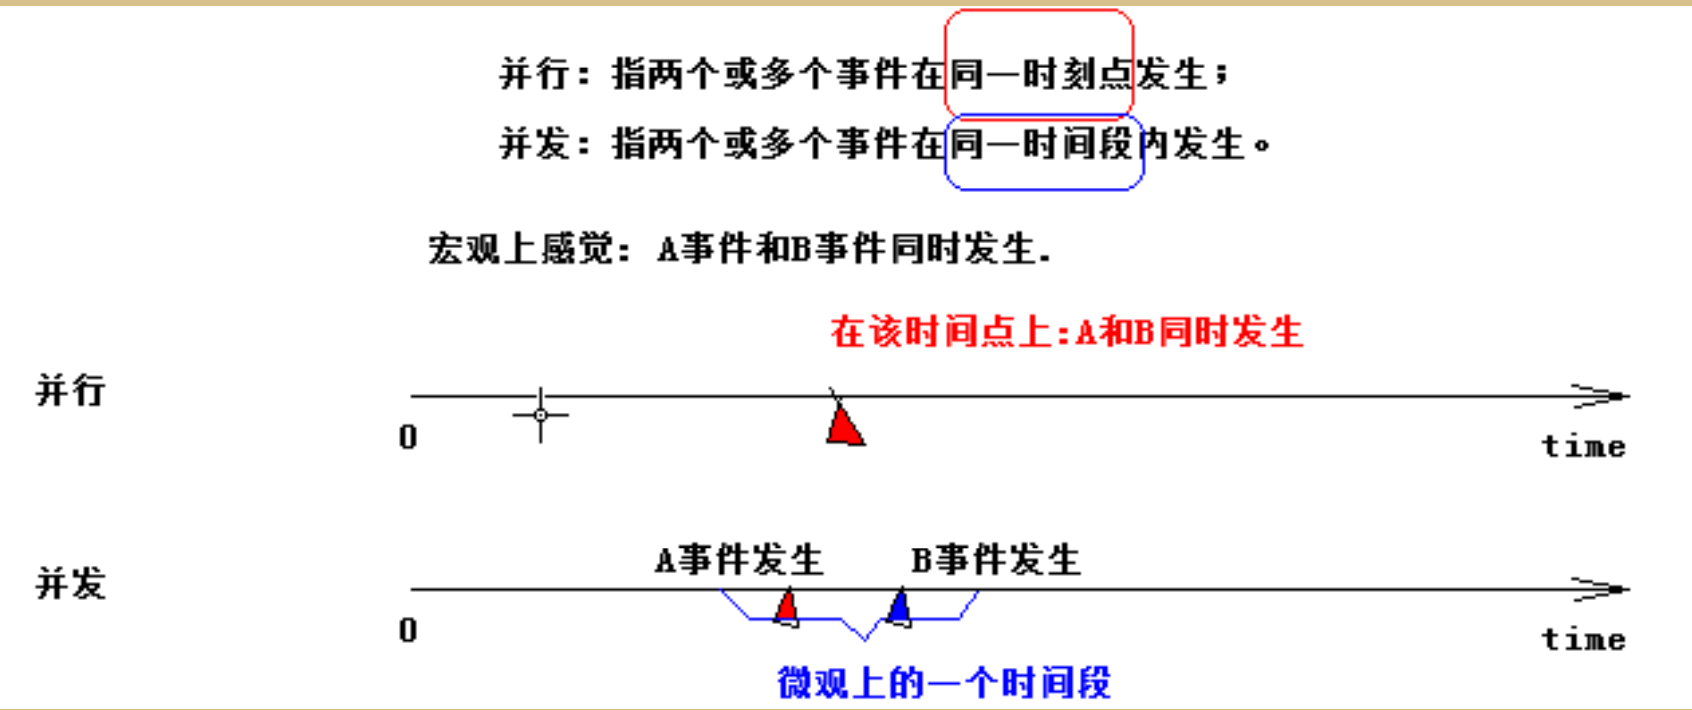 并行：指两个或多个事件在同一时刻点发生；
并发：指两个或多个事件在同一时间段内发生。
宏观上感觉：A事件和B事件同时发生.
在该时间点上:A和B同时发生
并行
0
time
A事件发生 B事件发生
并发
0
time
微观上的一个时间段